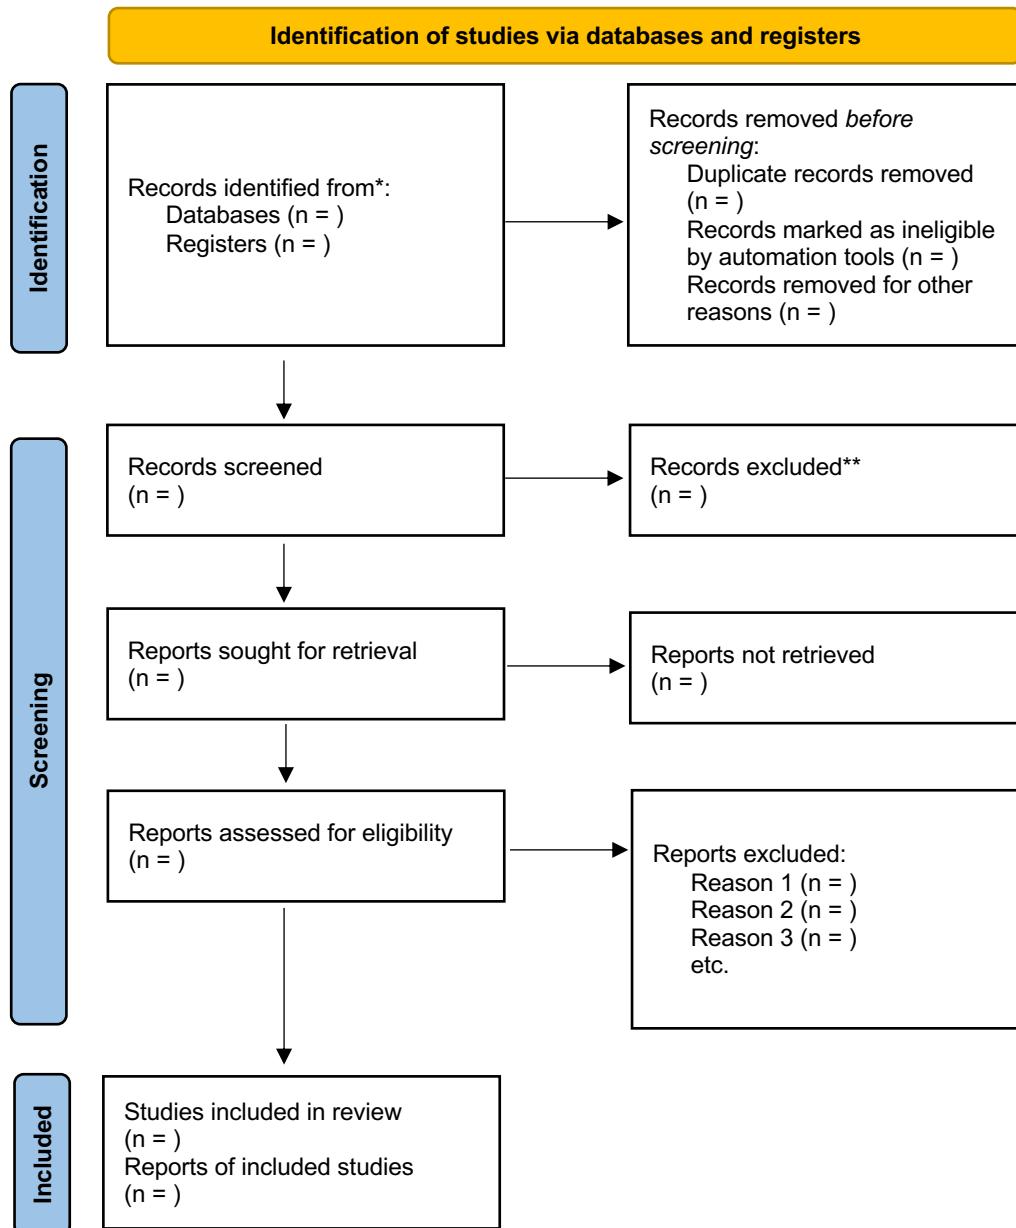 Identification of studies via databases and registers
Identification
Records identified from*:
Databases (n = )
Registers (n = )
Records removed before
screening:
Duplicate records removed
(n = )
Records marked as ineligible
by automation tools (n = )
Records removed for other
reasons (n = )
Screening
Records screened
(n = )
Records excluded**
(n = )
Reports sought for retrieval
(n = )
Reports not retrieved
(n = )
Reports assessed for eligibility
(n = )
Reports excluded:
Reason 1 (n = )
Reason 2 (n = )
Reason 3 (n = )
etc.
Included
Studies included in review
(n = )
Reports of included studies
(n = )